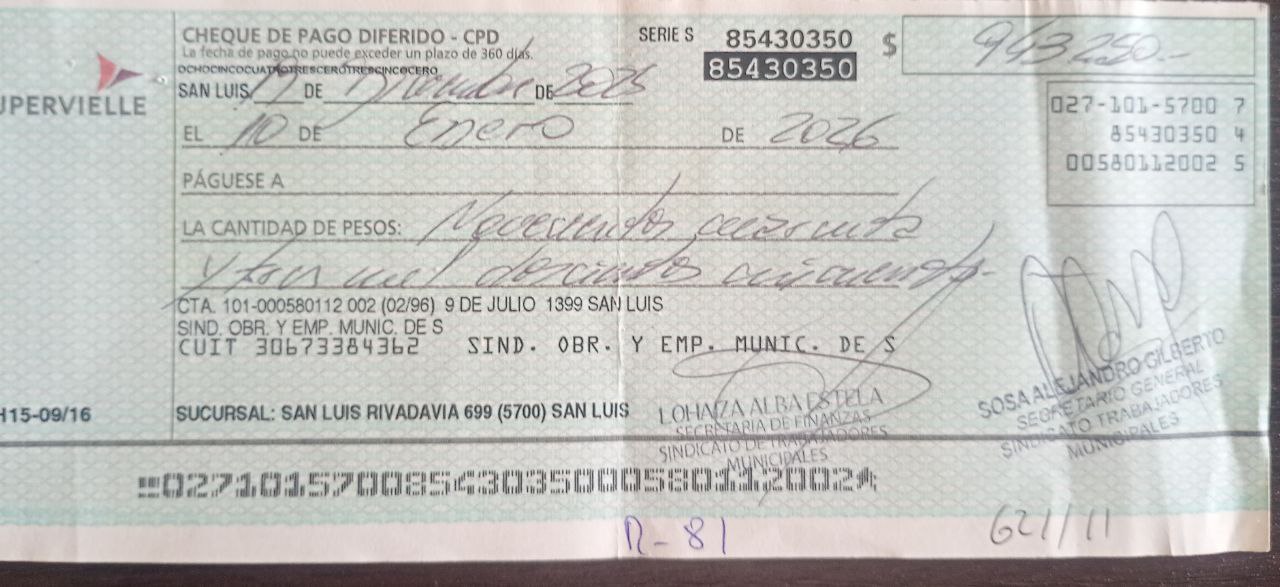 CHEQUE DE PAGO DIFERIDO - CPD
SERIE S 85430350 $ 943250.-
La fecha de pago no puede exceder un plazo de 360 días.
85430350
OCHOCINCOCUATROTRESCEROTRESCINCOCERO
SAN LUIS DE DE 2025
UPERVIELLE
027-101-5700 7
85430350 4
00580112002 5
EL 10 DE Enero DE 2026
PÁGUESE A
LA CANTIDAD DE PESOS: Novecientos cuarenta
y tres mil doscientos cincuenta.-
CTA. 101-000580112 002 (02/96) 9 DE JULIO 1399 SAN LUIS
SIND. OBR. Y EMP. MUNIC. DE S
CUIT 30673384362 SIND. OBR. Y EMP. MUNIC. DE S
H15-09/16
SUCURSAL: SAN LUIS RIVADAVIA 699 (5700) SAN LUIS
LOHAIZA ALBA ESTELA
SECRETARIA DE FINANZAS
SINDICATO DE TRABAJADORES
MUNICIPALES
SOSA ALEJANDRO GILBERTO
SECRETARIO GENERAL
SINDICATO TRABAJADORES
MUNICIPALES
02710157008543035000580112002
R-81
621/11